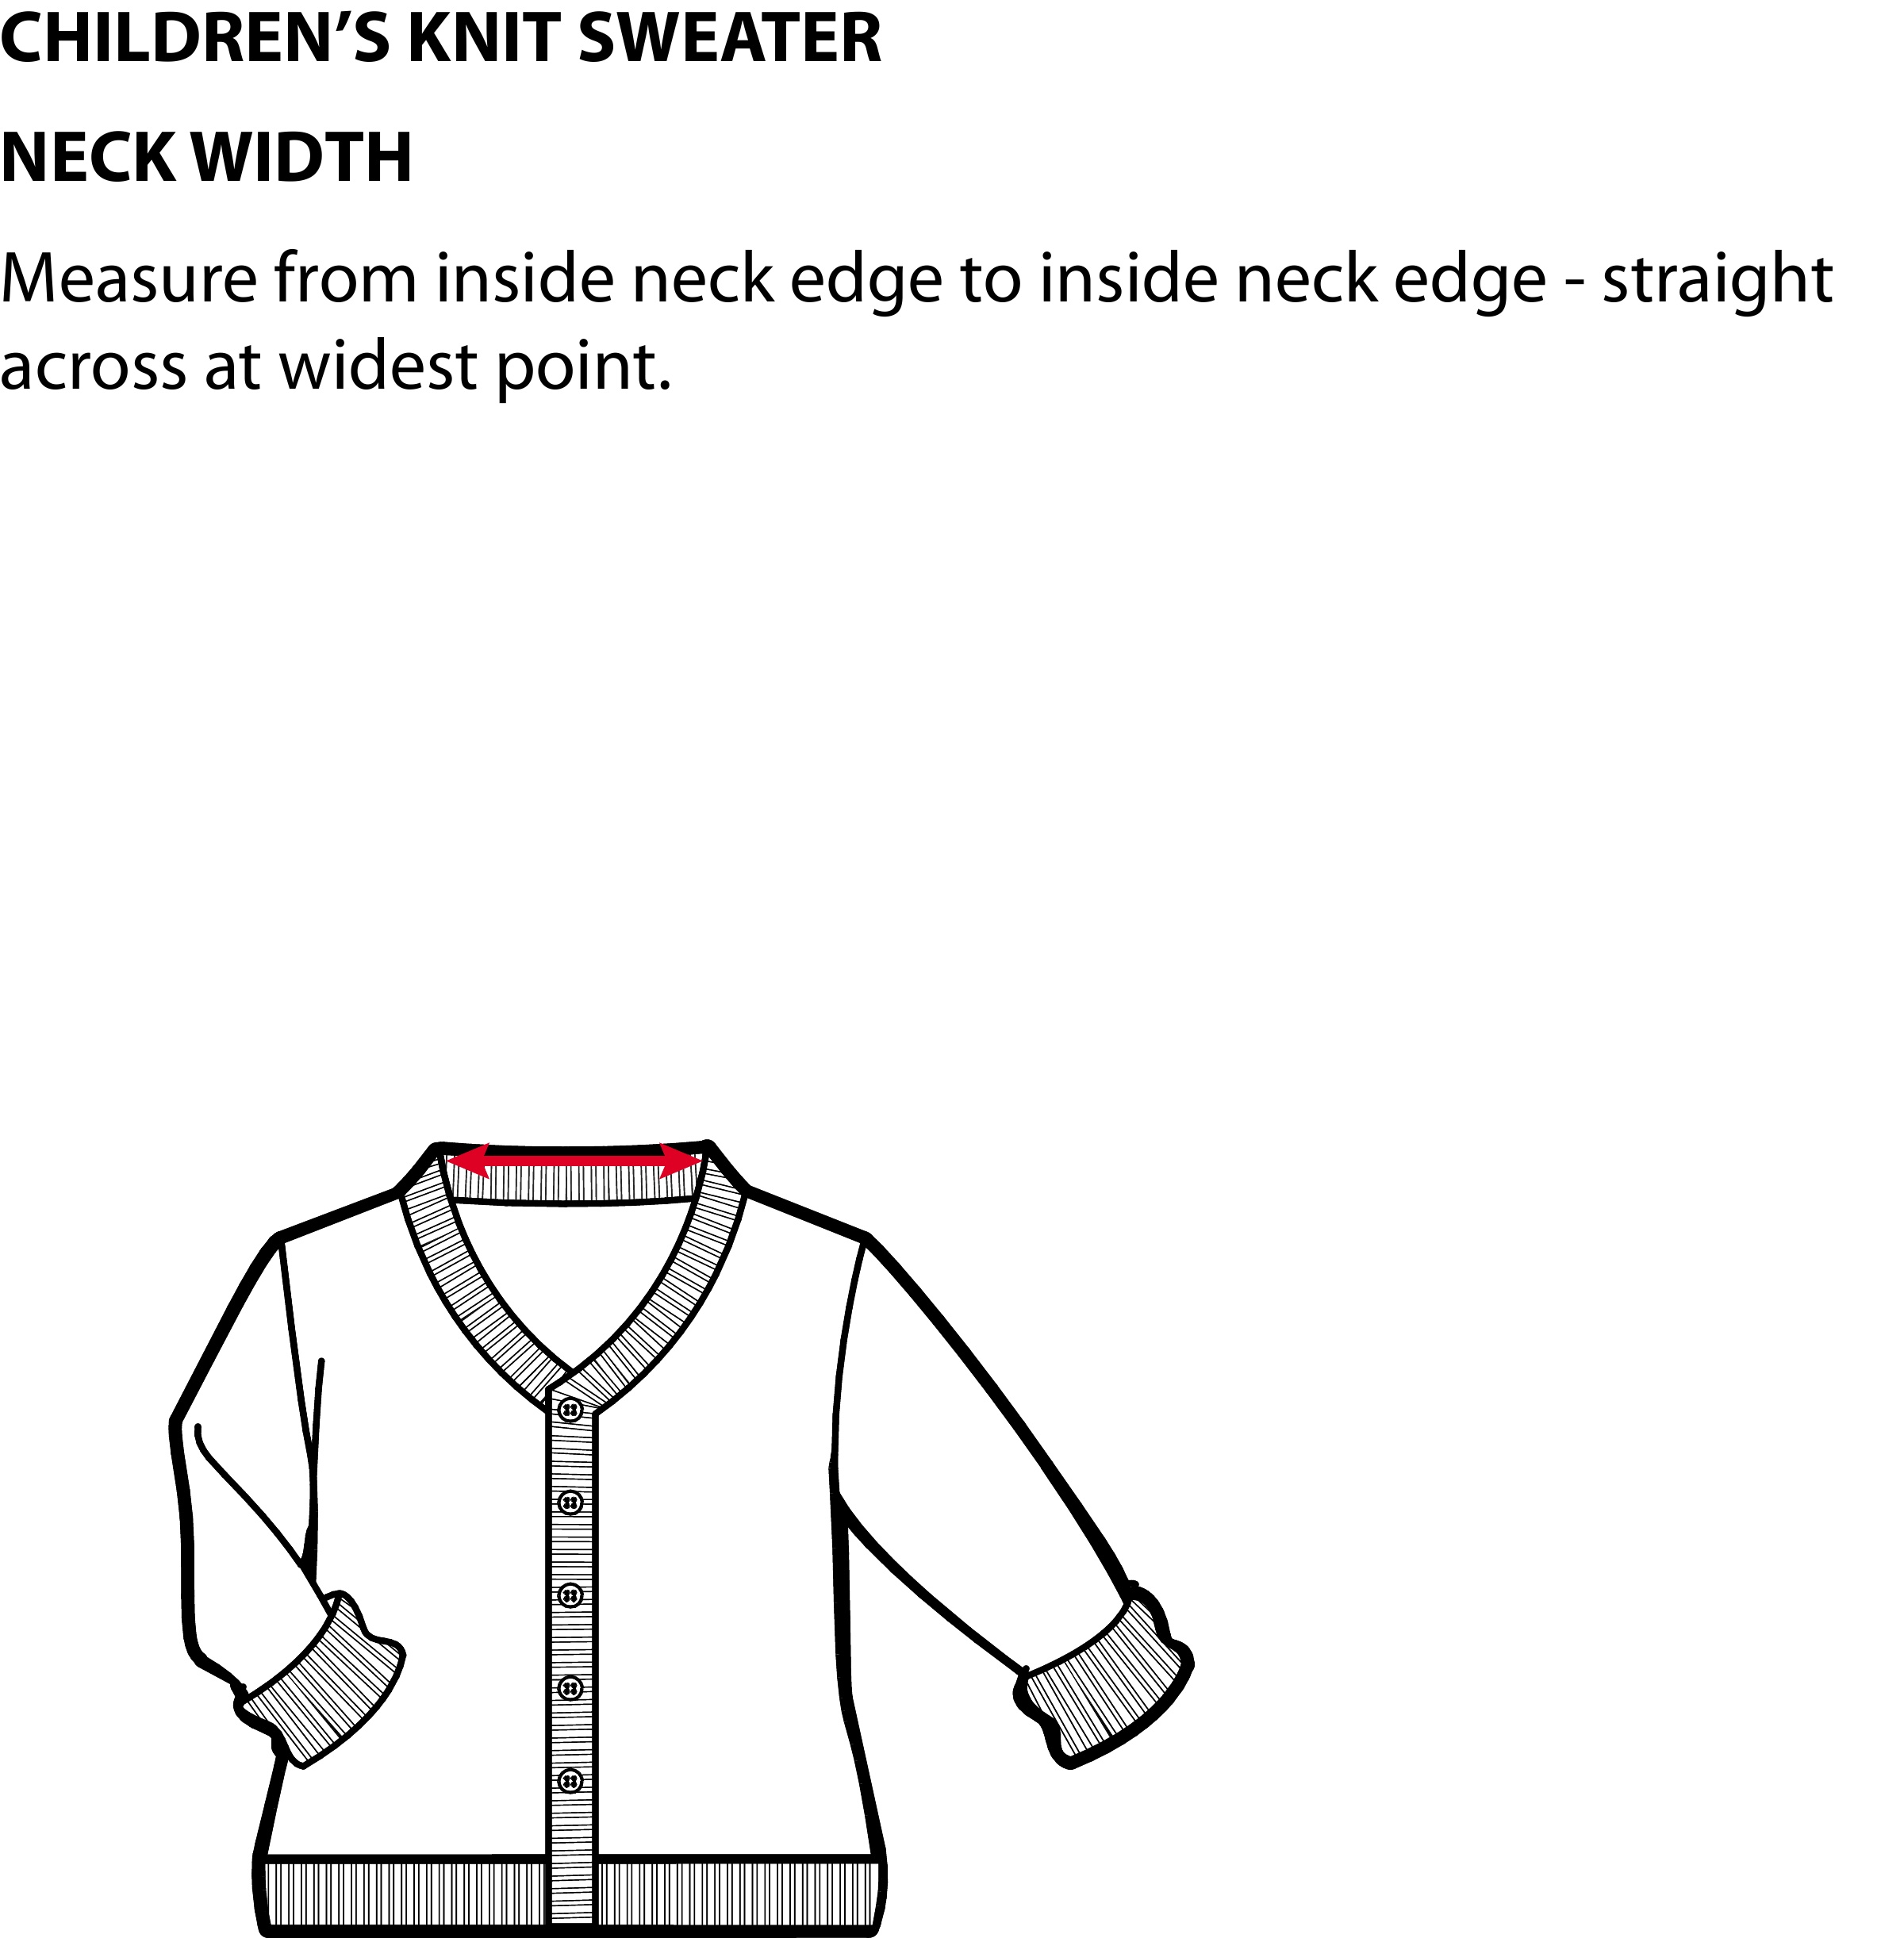 CHILDREN’S KNIT SWEATER
NECK WIDTH
Measure from inside neck edge to inside neck edge - straight
across at widest point.